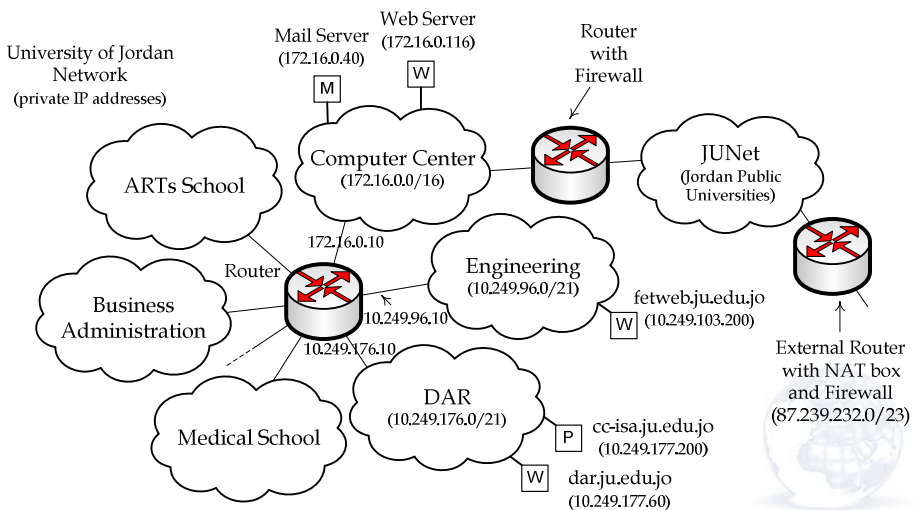 University of Jordan
Network
(private IP addresses)
Mail Server
(172.16.0.40)
M
Web Server
(172.16.0.116)
W
Router
with
Firewall
Computer Center
(172.16.0.0/16)
JUNet
(Jordan Public
Universities)
ARTs School
172.16.0.10
Router
Engineering
(10.249.96.0/21)
10.249.96.10
fetweb.ju.edu.jo
(10.249.103.200)
W
Business
Administration
10.249.176.10
External Router
with NAT box
and Firewall
(87.239.232.0/23)
DAR
(10.249.176.0/21)
Medical School
P
cc-isa.ju.edu.jo
(10.249.177.200)
W
dar.ju.edu.jo
(10.249.177.60)